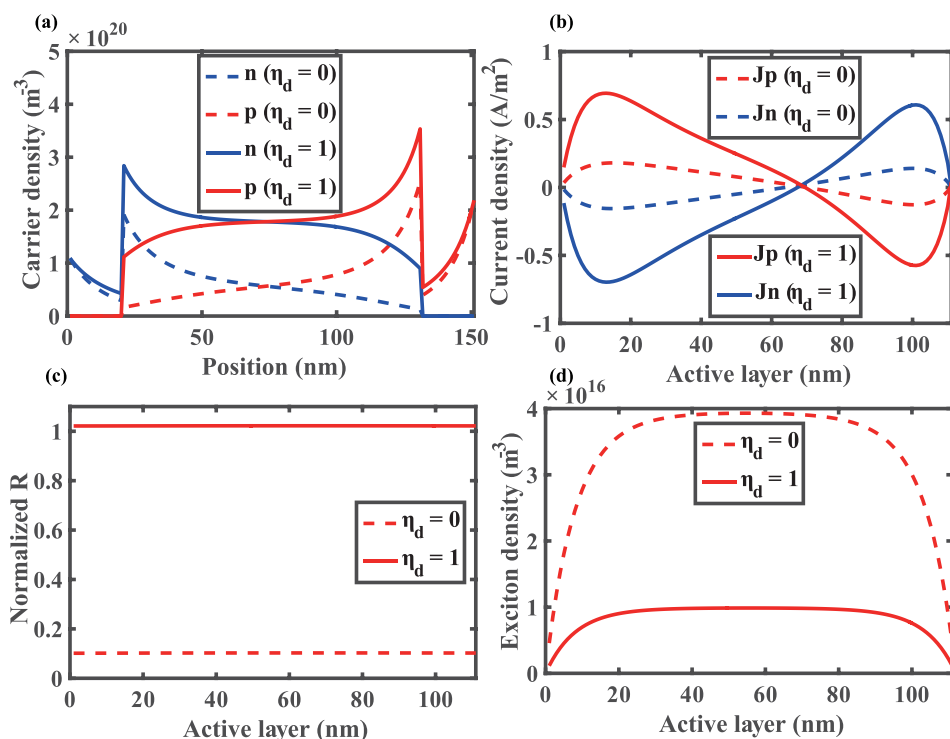 (a)
× 10²⁰
5
4
3
2
1
0
Carrier density (m⁻³)
n (η_d = 0)
p (η_d = 0)
n (η_d = 1)
p (η_d = 1)
0 50 100 150
Position (nm)
(b)
1
0.5
0
-0.5
-1
Current density (A/m²)
Jp (η_d = 0)
Jn (η_d = 0)
Jp (η_d = 1)
Jn (η_d = 1)
0 20 40 60 80 100
Active layer (nm)
(c)
1
0.8
0.6
0.4
0.2
0
Normalized R
η_d = 0
η_d = 1
0 20 40 60 80 100
Active layer (nm)
(d)
× 10¹⁶
4
3
2
1
0
Exciton density (m⁻³)
η_d = 0
η_d = 1
0 20 40 60 80 100
Active layer (nm)